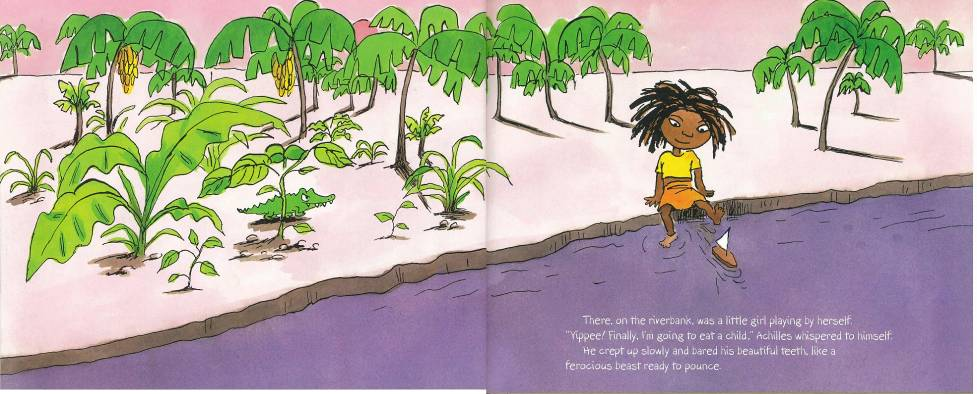 There, on the riverbank, was a little girl playing by herself.
"Yippee! Finally, I'm going to eat a child," Achilles whispered to himself.
He crept up slowly and bared his beautiful teeth, like a
ferocious beast ready to pounce.